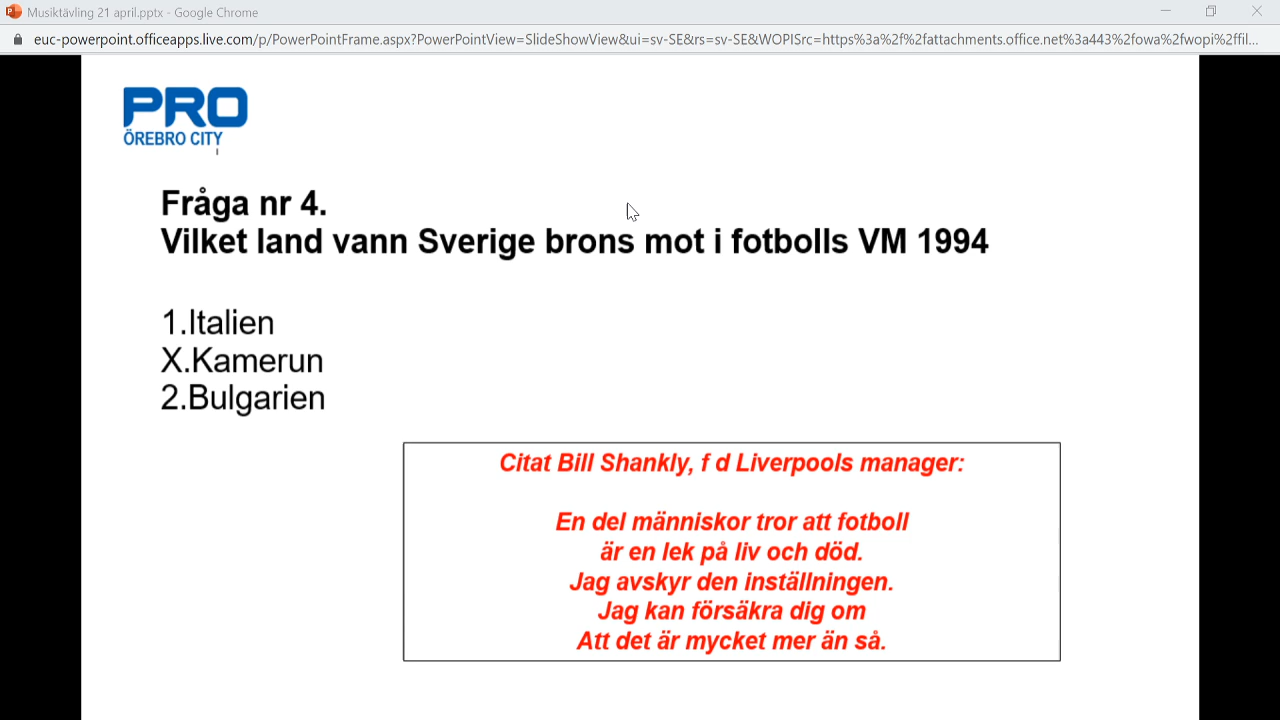 Musiktävling 21 april.pptx - Google Chrome
euc-powerpoint.officeapps.live.com/p/PowerPointFrame.aspx?PowerPointView=SlideShowView&ui=sv-SE&rs=sv-SE&WOPISrc=https%3a%2f%2fattachments.office.net%3a443%2fowa%2fwopi%2ffil...
PRO
ÖREBRO CITY
Fråga nr 4.
Vilket land vann Sverige brons mot i fotbolls VM 1994
1.Italien
X.Kamerun
2.Bulgarien
Citat Bill Shankly, f d Liverpools manager:
En del människor tror att fotboll
är en lek på liv och död.
Jag avskyr den inställningen.
Jag kan försäkra dig om
Att det är mycket mer än så.